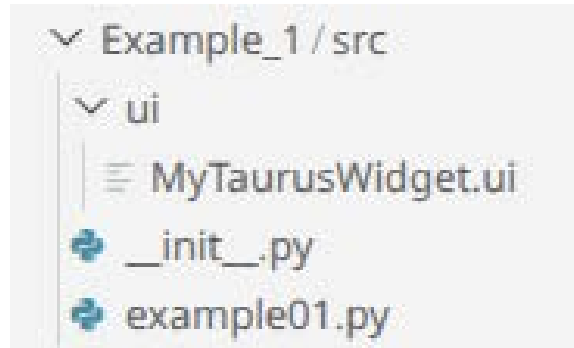 Example_1/src
ui
MyTaurusWidget.ui
__init__.py
example01.py